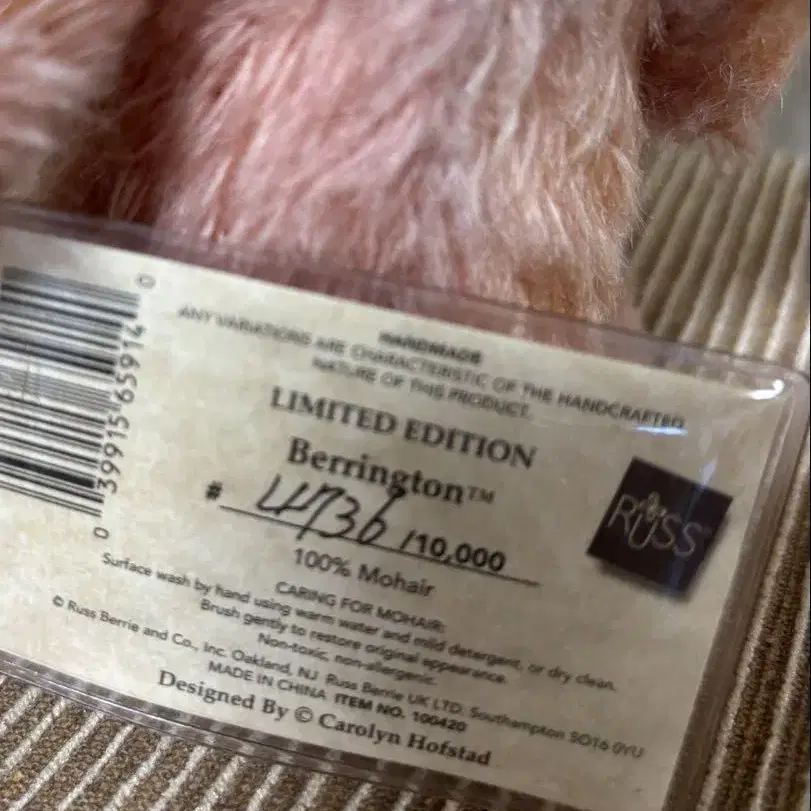 HANDMADE
ANY VARIATIONS ARE CHARACTERISTIC OF THE HANDCRAFTED
NATURE OF THIS PRODUCT.
LIMITED EDITION
Berrington™
# 4736 /10,000
100% Mohair
CARING FOR MOHAIR:
Surface wash by hand using warm water and mild detergent, or dry clean.
Brush gently to restore original appearance.
Non-toxic, non-allergenic.
© Russ Berrie and Co., Inc. Oakland, NJ Russ Berrie UK LTD. Southampton SO16 0YU
MADE IN CHINA ITEM NO. 100420
Designed By © Carolyn Hofstad
RUSS
0 39915 65914 0